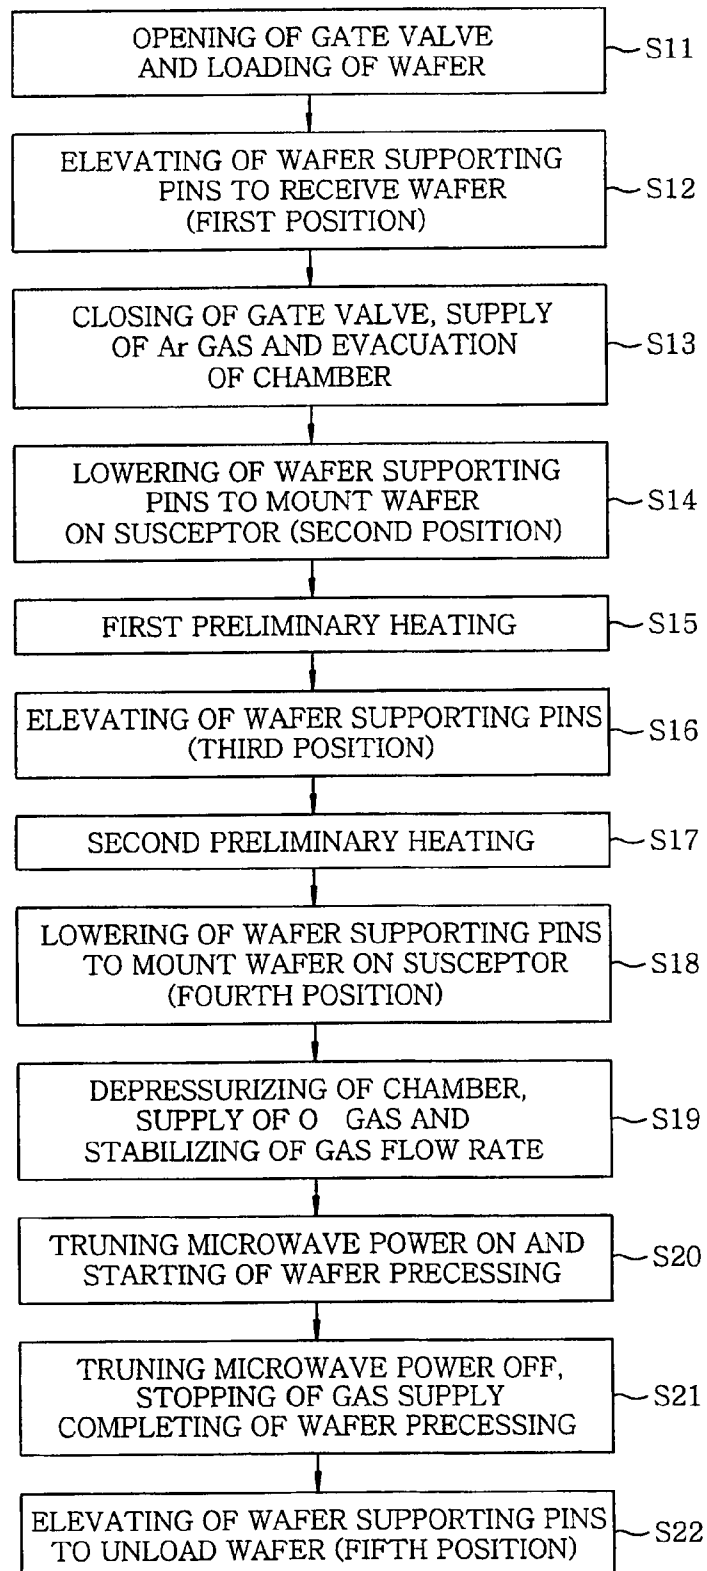 OPENING OF GATE VALVE
AND LOADING OF WAFER
S11
ELEVATING OF WAFER SUPPORTING
PINS TO RECEIVE WAFER
(FIRST POSITION)
S12
CLOSING OF GATE VALVE, SUPPLY
OF Ar GAS AND EVACUATION
OF CHAMBER
S13
LOWERING OF WAFER SUPPORTING
PINS TO MOUNT WAFER
ON SUSCEPTOR (SECOND POSITION)
S14
FIRST PRELIMINARY HEATING
S15
ELEVATING OF WAFER SUPPORTING PINS
(THIRD POSITION)
S16
SECOND PRELIMINARY HEATING
S17
LOWERING OF WAFER SUPPORTING PINS
TO MOUNT WAFER ON SUSCEPTOR
(FOURTH POSITION)
S18
DEPRESSURIZING OF CHAMBER,
SUPPLY OF O GAS AND
STABILIZING OF GAS FLOW RATE
S19
TRUNING MICROWAVE POWER ON AND
STARTING OF WAFER PRECESSING
S20
TRUNING MICROWAVE POWER OFF,
STOPPING OF GAS SUPPLY
COMPLETING OF WAFER PRECESSING
S21
ELEVATING OF WAFER SUPPORTING PINS
TO UNLOAD WAFER (FIFTH POSITION)
S22